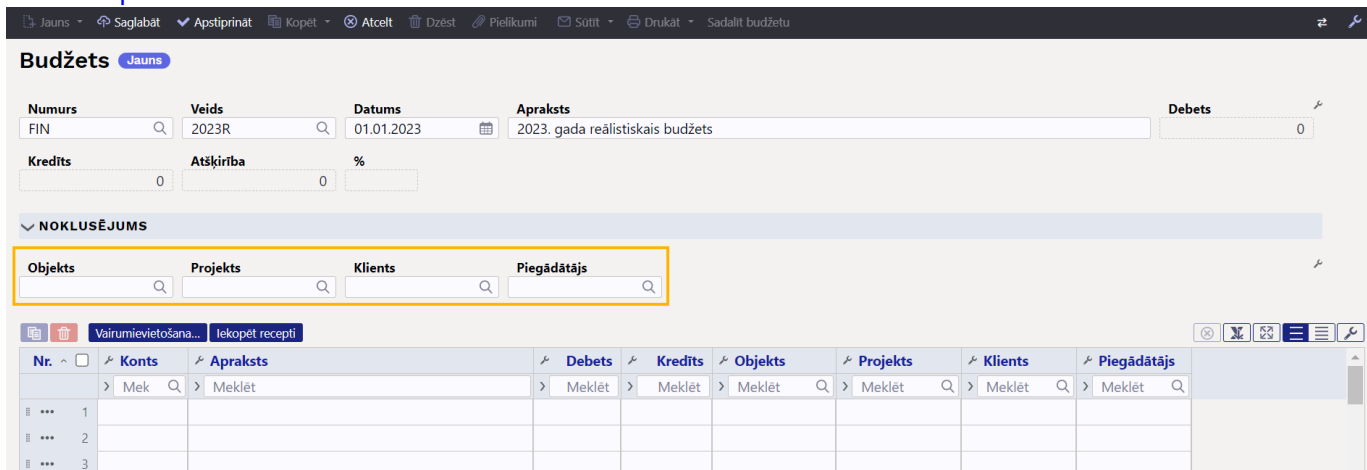 Jauns Saglabāt Apstiprināt Kopēt Atcelt Dzēst Pielikumi Sūtīt Drukāt Sadalīt budžetu
Budžets Jauns
Numurs Veids Datums Apraksts Debets
FIN 2023R 01.01.2023 2023. gada reālistiskais budžets 0
Kredīts Atšķirība %
0 0
NOKLUSĒJUMS
Objekts Projekts Klients Piegādātājs
Vairumievietošana... Iekopēt recepti
Nr. Konts Apraksts Debets Kredīts Objekts Projekts Klients Piegādātājs
Mek Meklēt Meklēt Meklēt Meklēt Meklēt Meklēt Meklēt
1
2
3